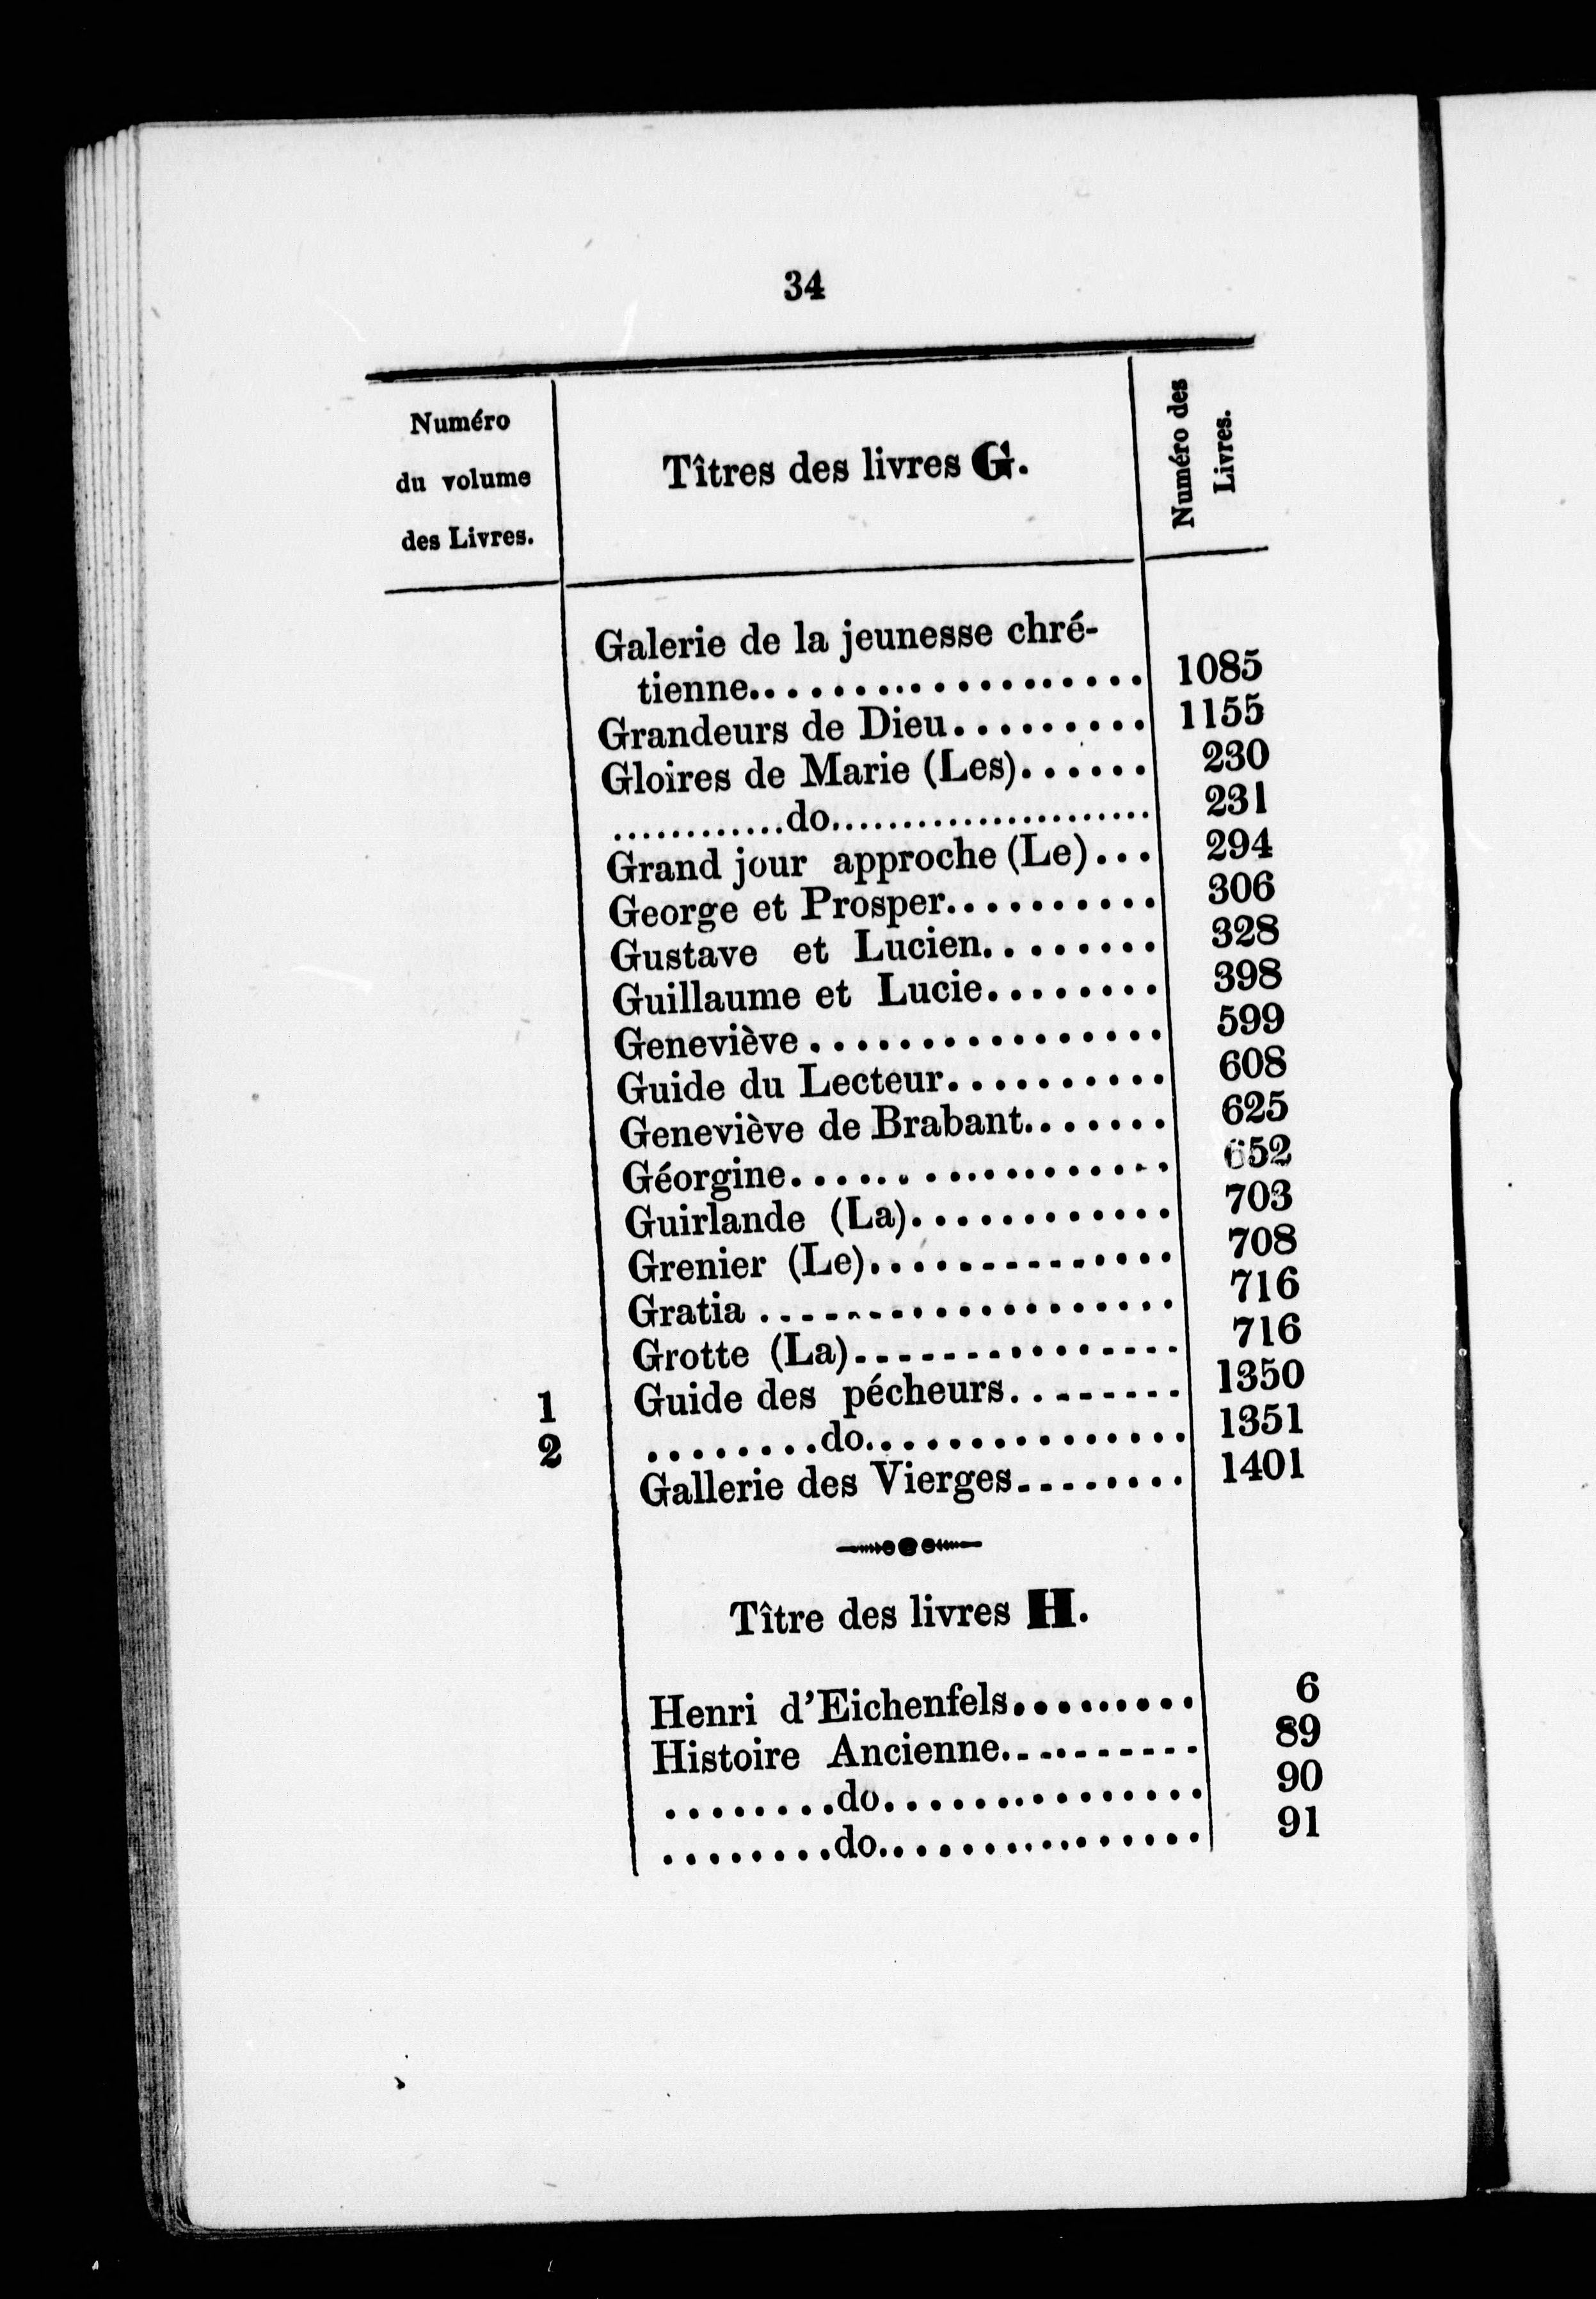 34
Numéro
du volume
des Livres.
Tîtres des livres G.
Numéro des
Livres.
Galerie de la jeunesse chré-
tienne................... 1085
Grandeurs de Dieu......... 1155
Gloires de Marie (Les)...... 230
............do...................... 231
Grand jour approche (Le)... 294
George et Prosper.......... 306
Gustave et Lucien........ 328
Guillaume et Lucie........ 398
Geneviève................ 599
Guide du Lecteur.......... 608
Geneviève de Brabant....... 625
Géorgine.................. 652
Guirlande (La)............ 703
Grenier (Le).............. 708
Gratia................... 716
Grotte (La)............... 716
1 Guide des pécheurs........ 1350
2 ........do............... 1351
Gallerie des Vierges........ 1401
Tître des livres H.
Henri d'Eichenfels......... 6
Histoire Ancienne.......... 89
........do............... 90
........do............... 91